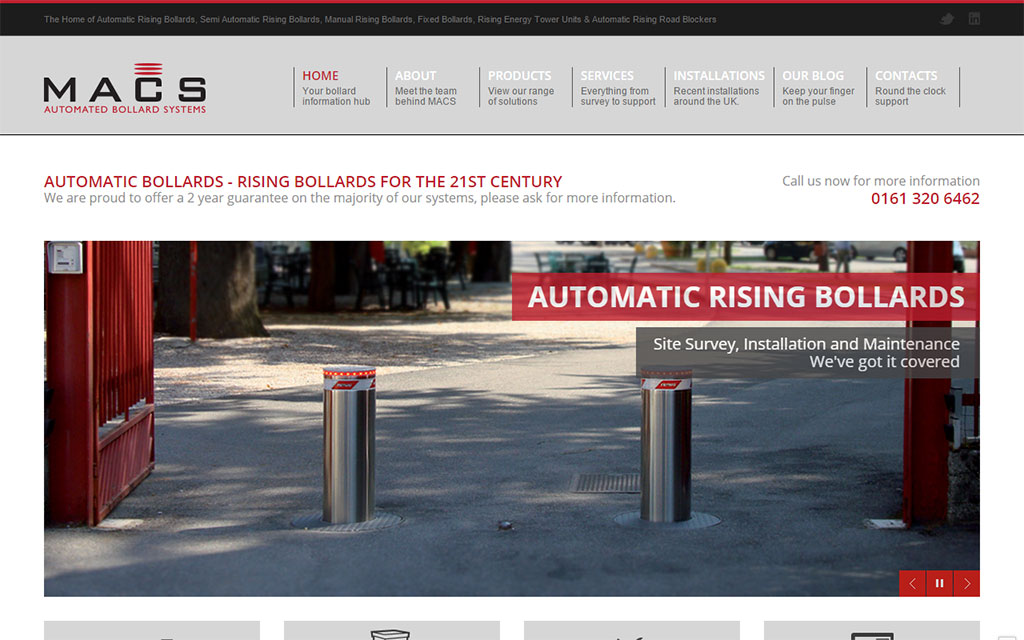 The Home of Automatic Rising Bollards, Semi Automatic Rising Bollards, Manual Rising Bollards, Fixed Bollards, Rising Energy Tower Units & Automatic Rising Road Blockers
MACS
AUTOMATED BOLLARD SYSTEMS
HOME
Your bollard
information hub
ABOUT
Meet the team
behind MACS
PRODUCTS
View our range
of solutions
SERVICES
Everything from
survey to support
INSTALLATIONS
Recent installations
around the UK.
OUR BLOG
Keep your finger
on the pulse
CONTACTS
Round the clock
support
AUTOMATIC BOLLARDS - RISING BOLLARDS FOR THE 21ST CENTURY
We are proud to offer a 2 year guarantee on the majority of our systems, please ask for more information.
Call us now for more information
0161 320 6462
AUTOMATIC RISING BOLLARDS
Site Survey, Installation and Maintenance
We've got it covered